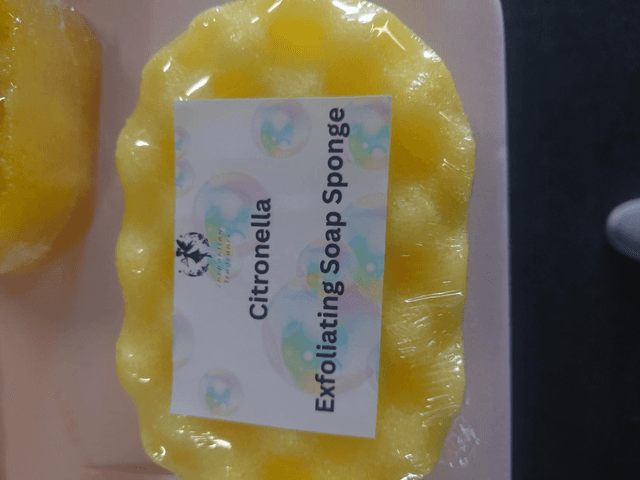 Citronella
Exfoliating Soap Sponge